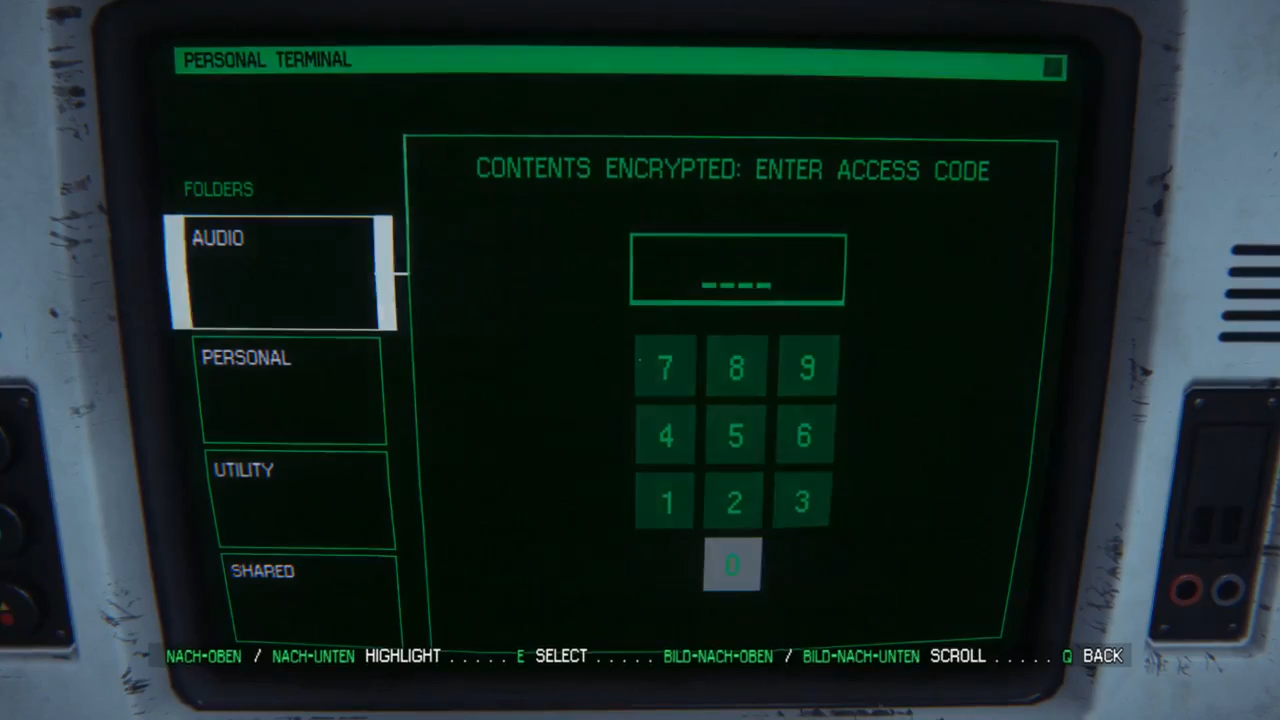 PERSONAL TERMINAL
FOLDERS
AUDIO
PERSONAL
UTILITY
SHARED
CONTENTS ENCRYPTED: ENTER ACCESS CODE
_ _ _ _
7 8 9
4 5 6
1 2 3
0
NACH-OBEN / NACH-UNTEN HIGHLIGHT ..... E SELECT ..... BILD-NACH-OBEN / BILD-NACH-UNTEN SCROLL ..... Q BACK